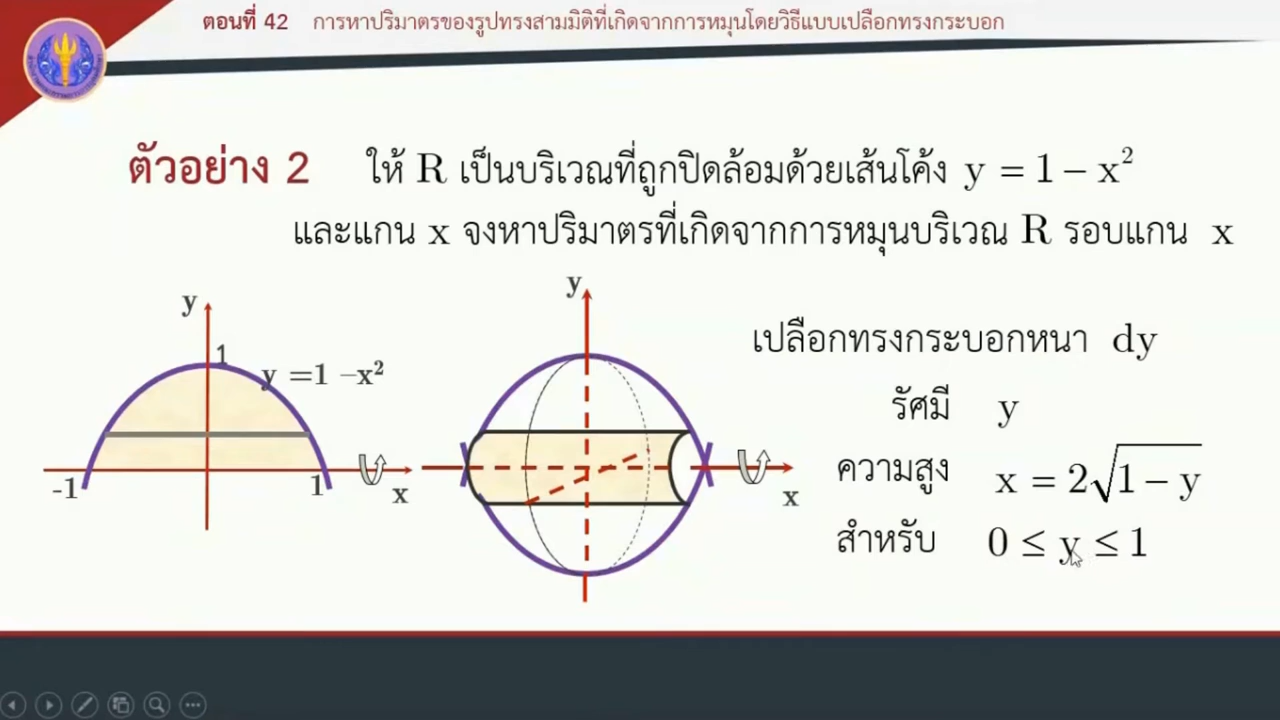 ตอนที่ 42 การหาปริมาตรของรูปทรงสามมิติที่เกิดจากการหมุนโดยวิธีแบบเปลือกทรงกระบอก
ตัวอย่าง 2 ให้ R เป็นบริเวณที่ถูกปิดล้อมด้วยเส้นโค้ง y = 1 − x²
และแกน x จงหาปริมาตรที่เกิดจากการหมุนบริเวณ R รอบแกน x
y
1
y =1 −x²
-1
1
x
y
x
เปลือกทรงกระบอกหนา dy
รัศมี y
ความสูง x = 2√(1 − y)
สำหรับ 0 ≤ y ≤ 1